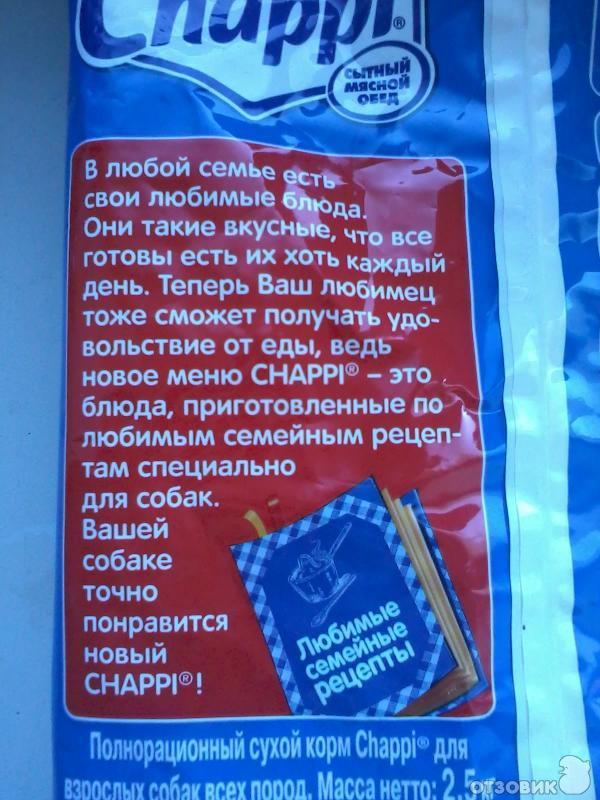 Chappi®
СЫТНЫЙ
МЯСНОЙ
ОБЕД
В любой семье есть
свои любимые блюда.
Они такие вкусные, что все
готовы есть их хоть каждый
день. Теперь Ваш любимец
тоже сможет получать удо-
вольствие от еды, ведь
новое меню CHAPPI® – это
блюда, приготовленные по
любимым семейным рецеп-
там специально
для собак.
Вашей
собаке
точно
понравится
новый
CHAPPI®!
Любимые
семейные
рецепты
Полнорационный сухой корм Chappi® для
взрослых собак всех пород. Масса нетто: 2,5
ОТЗОВИК